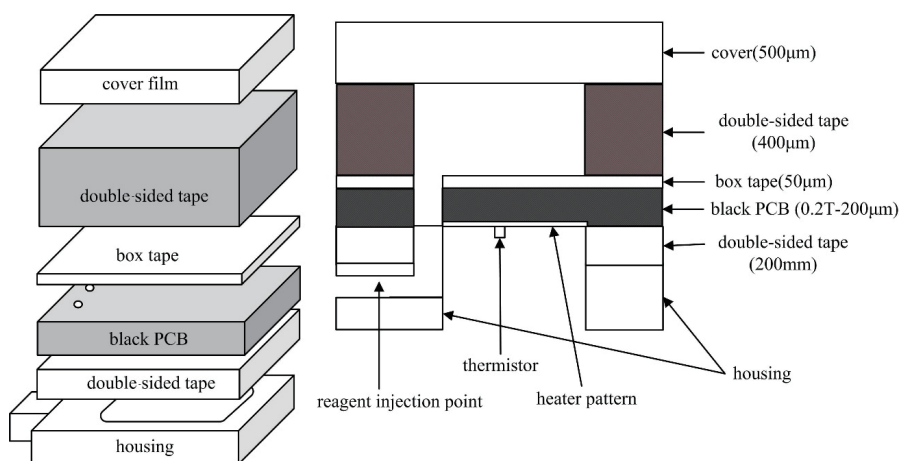 cover film
double-sided tape
box tape
black PCB
double-sided tape
housing
cover(500μm)
double-sided tape
(400μm)
box tape(50μm)
black PCB (0.2T-200μm)
double-sided tape
(200mm)
housing
thermistor
heater pattern
reagent injection point